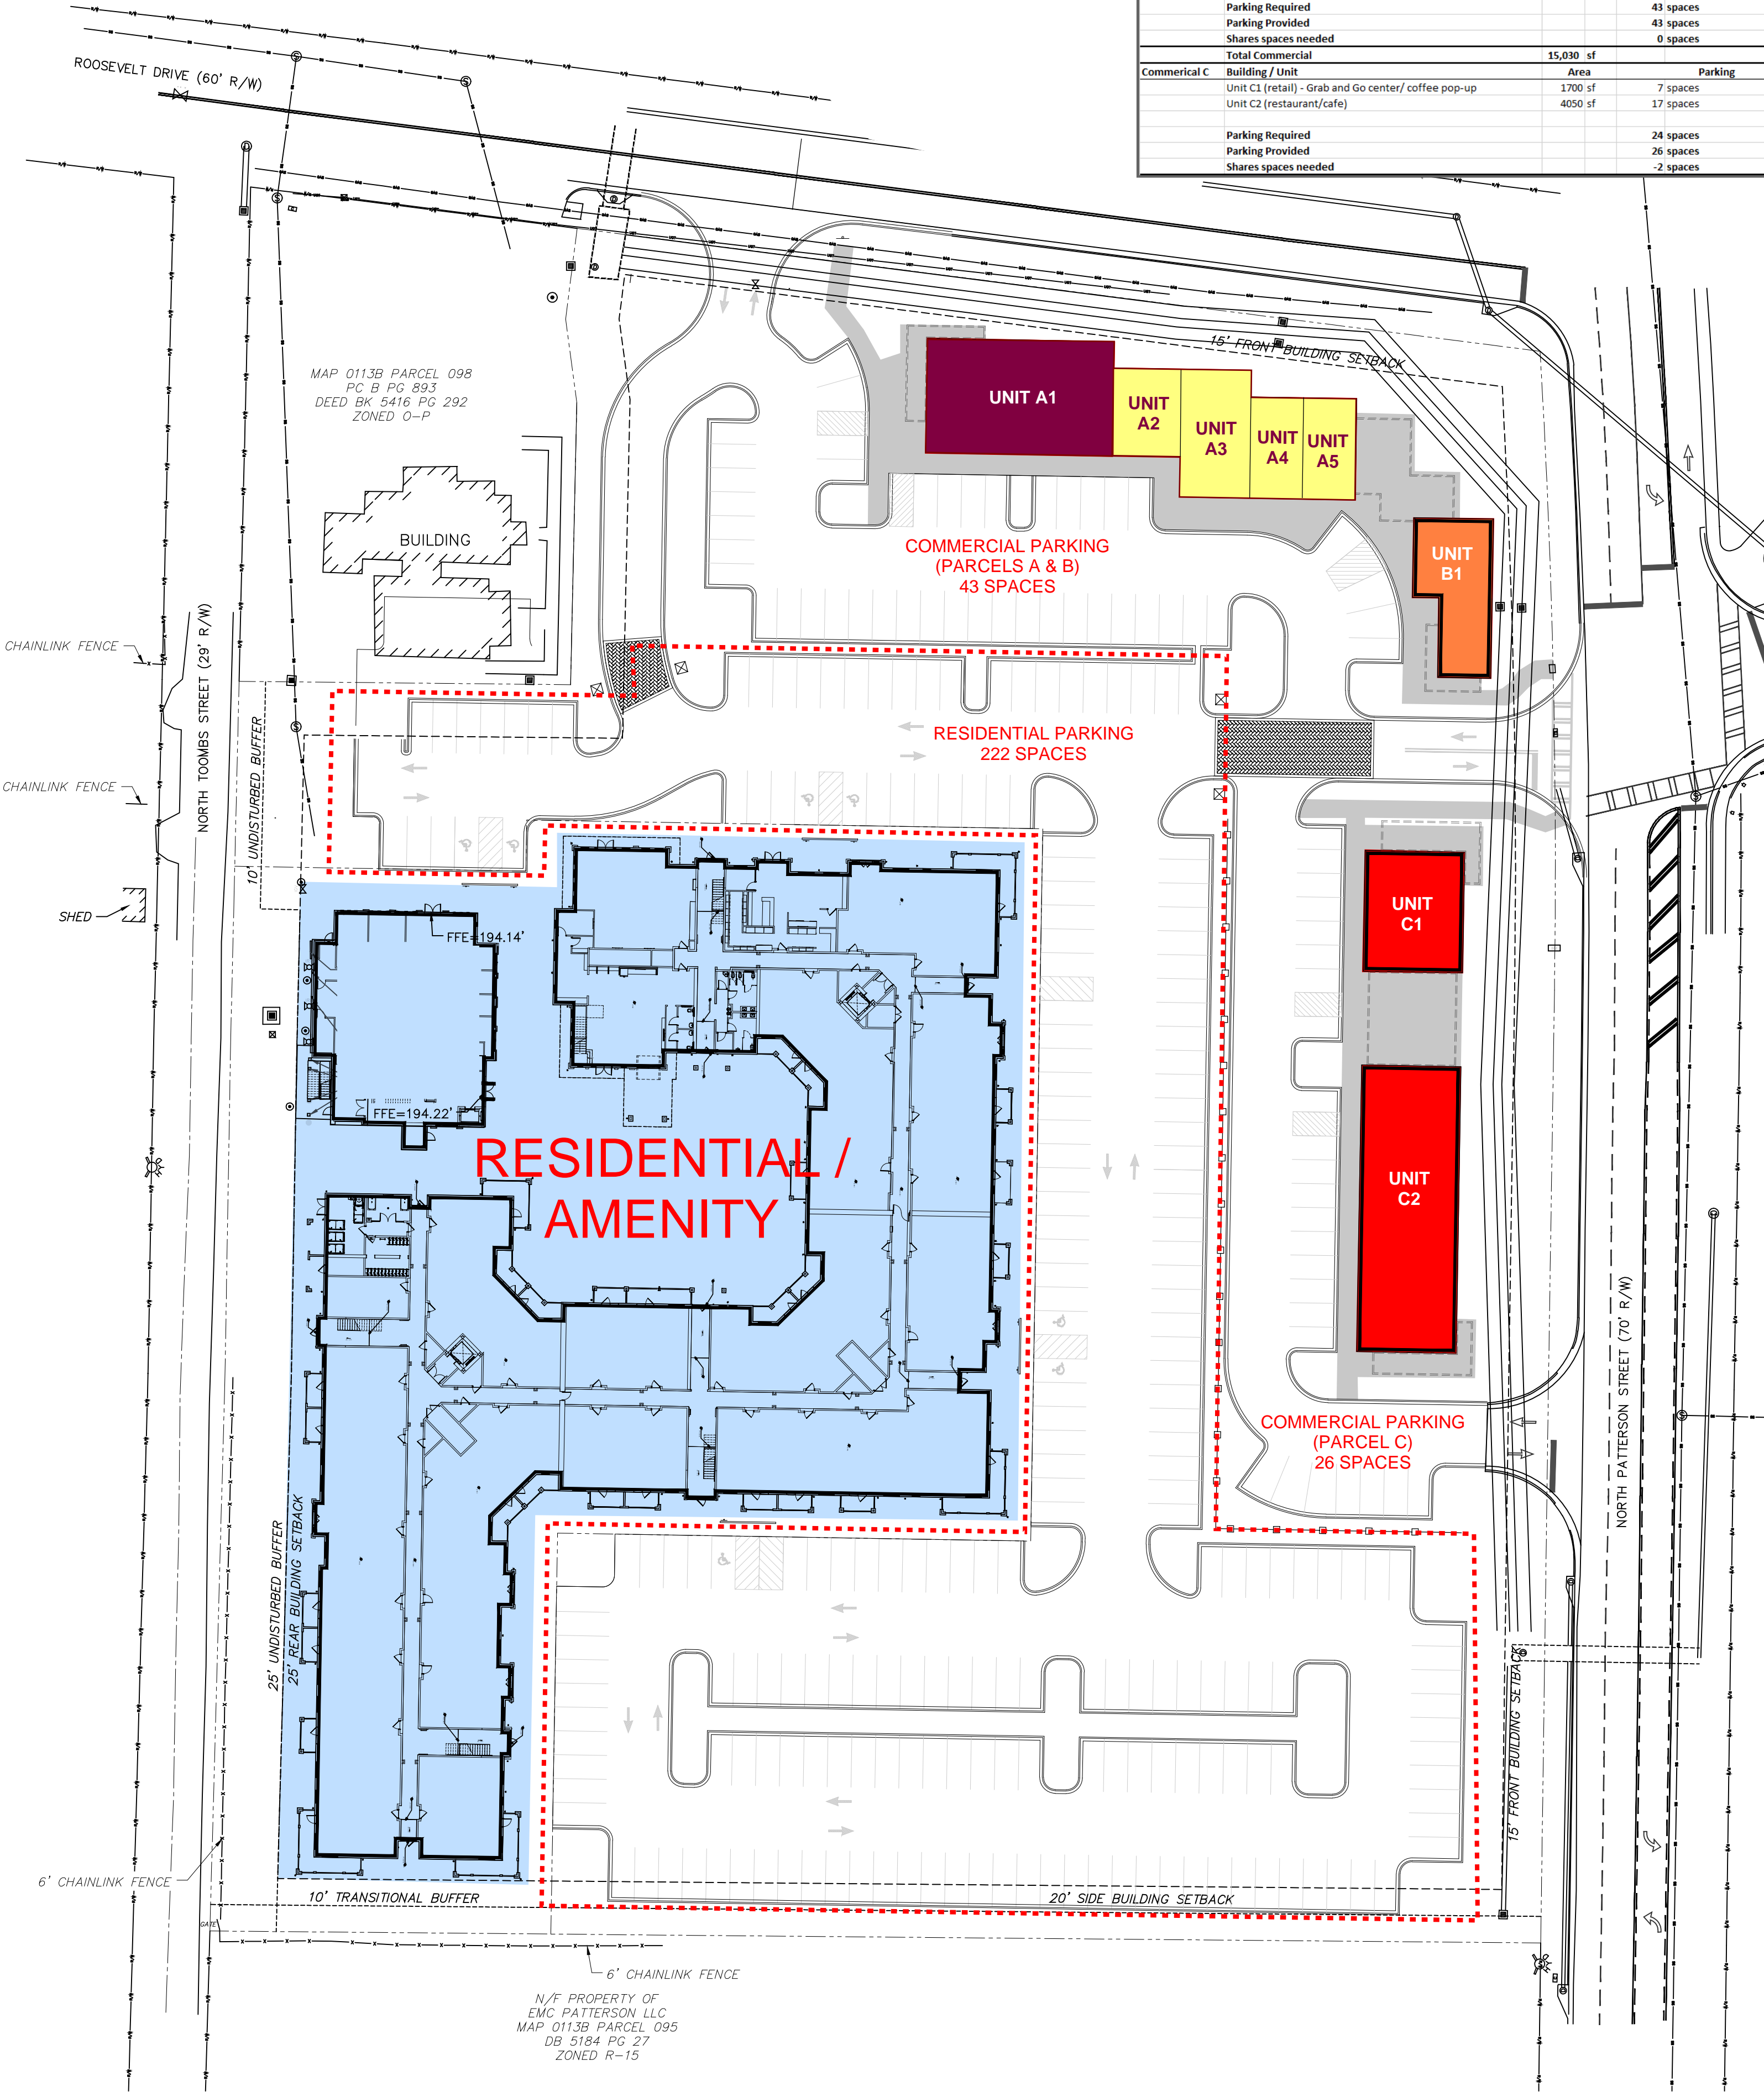 Parking Required 43 spaces
Parking Provided 43 spaces
Shares spaces needed 0 spaces
Total Commercial 15,030 sf
Commerical C Building / Unit Area Parking
Unit C1 (retail) - Grab and Go center/ coffee pop-up 1700 sf 7 spaces
Unit C2 (restaurant/cafe) 4050 sf 17 spaces
Parking Required 24 spaces
Parking Provided 26 spaces
Shares spaces needed -2 spaces
ROOSEVELT DRIVE (60' R/W)
15' FRONT BUILDING SETBACK
MAP 0113B PARCEL 098
PC B PG 893
DEED BK 5416 PG 292
ZONED O-P
UNIT A1
UNIT
A2
UNIT
A3
UNIT
A4
UNIT
A5
BUILDING
COMMERCIAL PARKING
(PARCELS A & B)
43 SPACES
UNIT
B1
CHAINLINK FENCE
NORTH TOOMBS STREET (29' R/W)
10' UNDISTURBED BUFFER
RESIDENTIAL PARKING
222 SPACES
CHAINLINK FENCE
SHED
FFE=194.14'
UNIT
C1
FFE=194.22'
RESIDENTIAL /
AMENITY
UNIT
C2
NORTH PATTERSON STREET (70' R/W)
COMMERCIAL PARKING
(PARCEL C)
26 SPACES
25' UNDISTURBED BUFFER
25' REAR BUILDING SETBACK
15' FRONT BUILDING SETBACK
6' CHAINLINK FENCE
10' TRANSITIONAL BUFFER
20' SIDE BUILDING SETBACK
GATE
6' CHAINLINK FENCE
N/F PROPERTY OF
EMC PATTERSON LLC
MAP 0113B PARCEL 095
DB 5184 PG 27
ZONED R-15